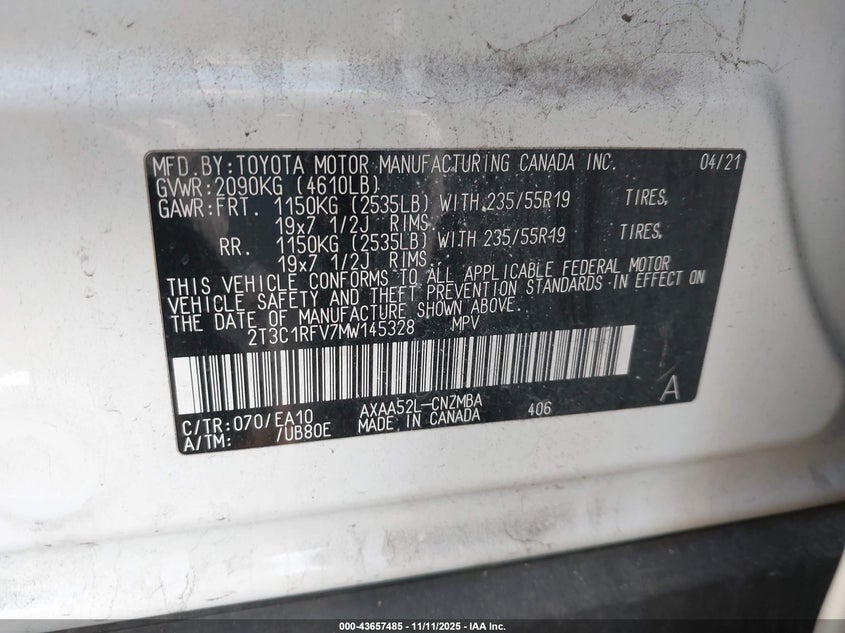 MFD.BY:TOYOTA MOTOR MANUFACTURING CANADA INC. 04/21
GVWR:2090KG (4610LB)
GAWR:FRT. 1150KG (2535LB) WITH 235/55R19 TIRES,
19x7 1/2J RIMS.
RR. 1150KG (2535LB) WITH 235/55R19 TIRES,
19x7 1/2J RIMS.
THIS VEHICLE CONFORMS TO ALL APPLICABLE FEDERAL MOTOR
VEHICLE SAFETY AND THEFT PREVENTION STANDARDS IN EFFECT ON
THE DATE OF MANUFACTURE SHOWN ABOVE.
2T3C1RFV7MW145328 MPV
A
C/TR:070/EA10 AXAA52L-CNZMBA 406
A/TM: /UB80E MADE IN CANADA
000-43657485 - 11/11/2025 - IAA Inc.